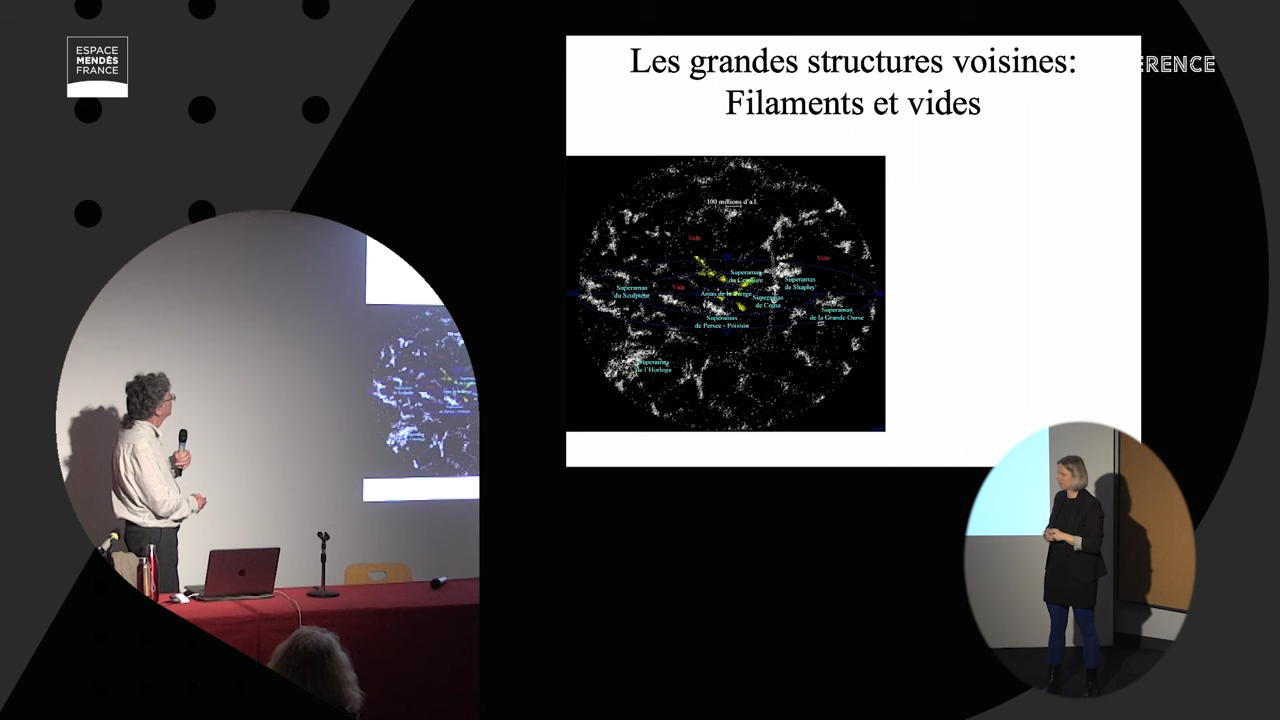 ESPACE
MENDÈS
FRANCE
ÉRENCE
Les grandes structures voisines:
Filaments et vides
100 millions d'a.l.
Vide
Vide
Superamas
du Centaure
Superamas
de Shapley
Vide
Superamas
du Sculpteur
Amas de la Vierge
Superamas
de Coma
Superamas
de la Grande Ourse
Superamas
de Persee - Poisson
Superamas
de l'Horloge